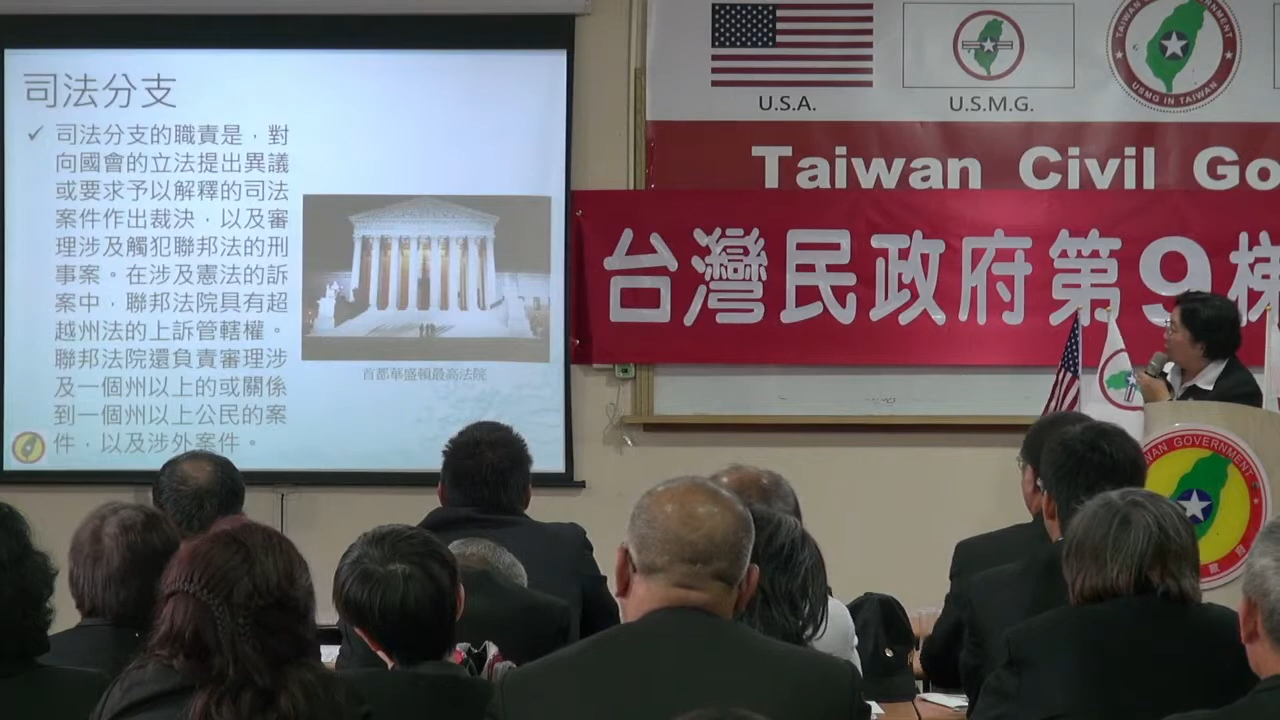 司法分支
✓ 司法分支的職責是，對
向國會的立法提出異議
或要求予以解釋的司法
案件作出裁決，以及審
理涉及觸犯聯邦法的刑
事案。在涉及憲法的訴
案中，聯邦法院具有超
越州法的上訴管轄權。
聯邦法院還負責審理涉
及一個州以上的或關係
到一個州以上公民的案
件，以及涉外案件。
首都華盛頓最高法院
U.S.A.
U.S.M.G.
USMG IN TAIWAN
Taiwan Civil Go
台灣民政府第9棟
WAN GOVERNMENT